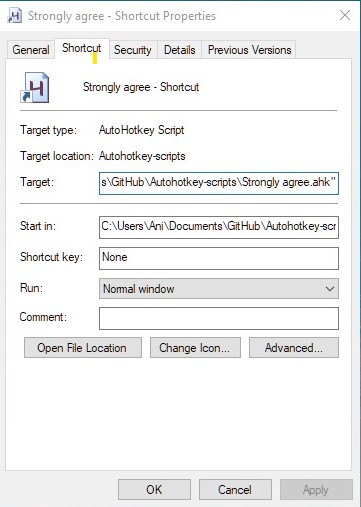 Strongly agree - Shortcut Properties
General Shortcut Security Details Previous Versions
Strongly agree - Shortcut
Target type: AutoHotkey Script
Target location: Autohotkey-scripts
Target: s\GitHub\Autohotkey-scripts\Strongly agree.ahk"
Start in: C:\Users\Ani\Documents\GitHub\Autohotkey-scr
Shortcut key: None
Run: Normal window
Comment:
Open File Location Change Icon... Advanced...
OK Cancel Apply